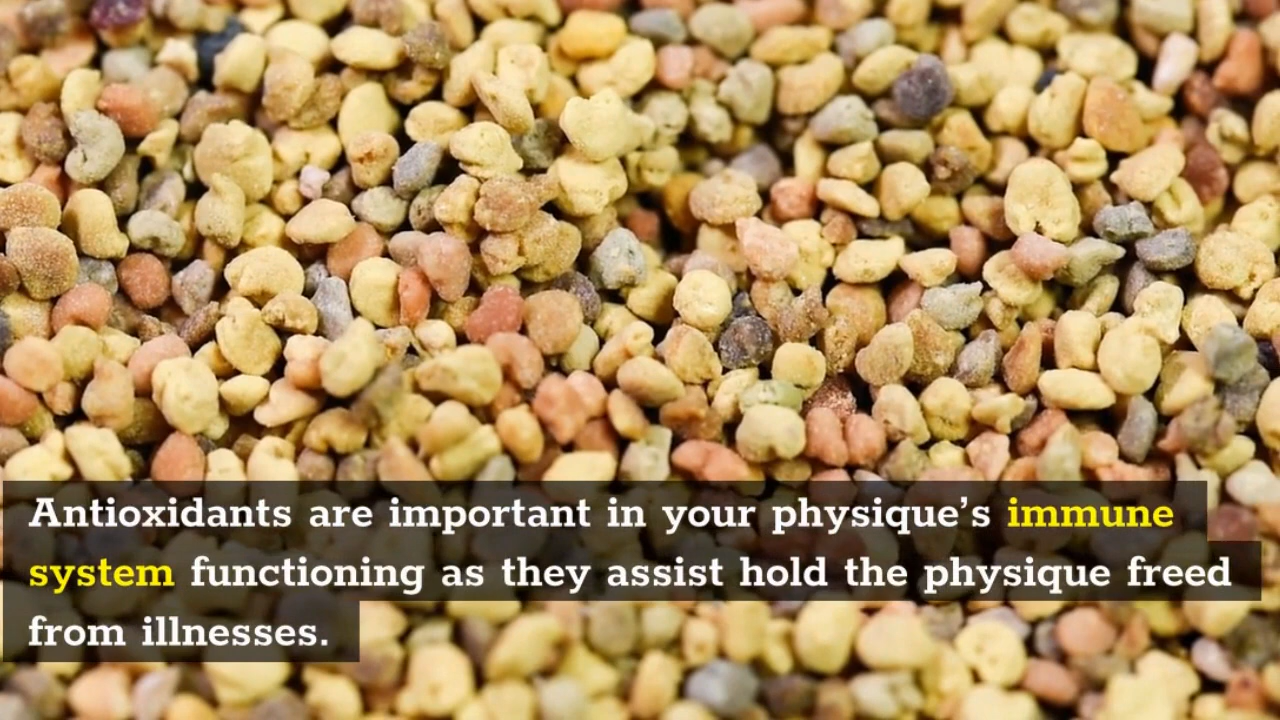 Antioxidants are important in your physique’s immune
system functioning as they assist hold the physique freed
from illnesses.